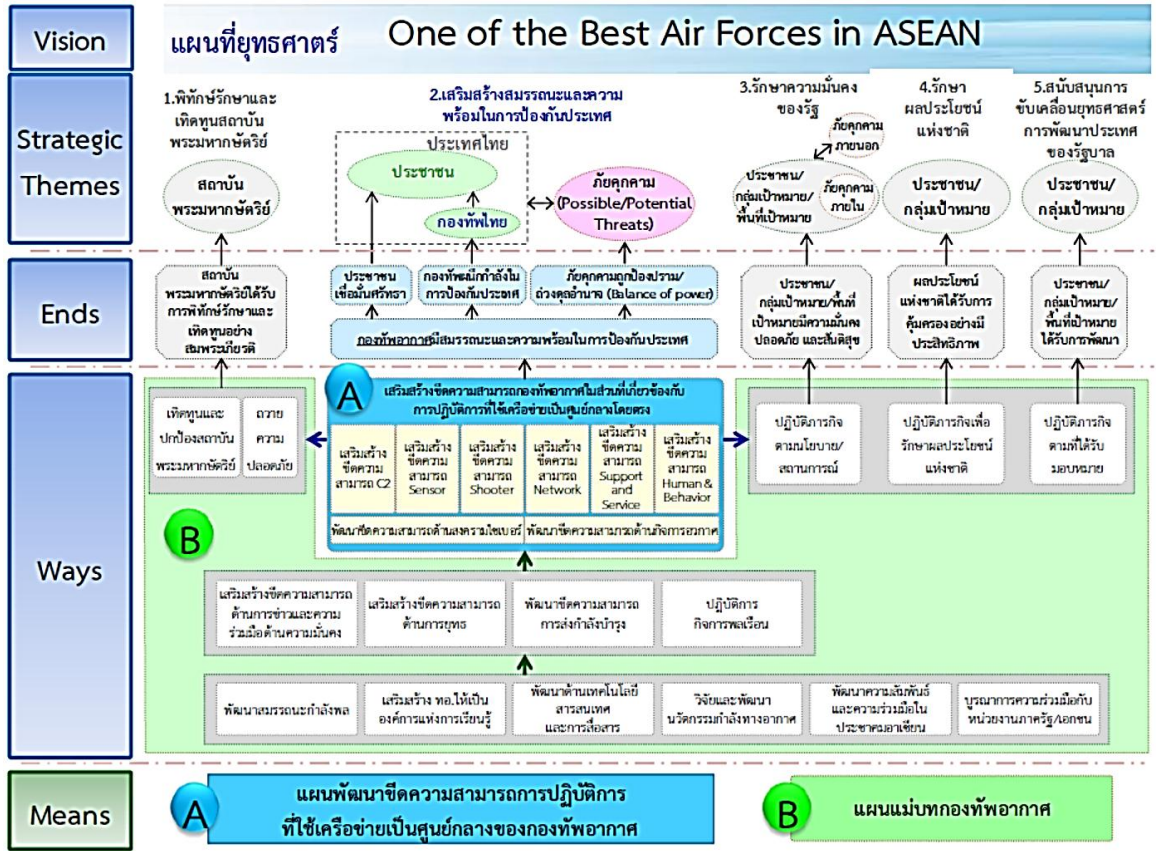 Vision
แผนที่ยุทธศาตร์
One of the Best Air Forces in ASEAN
Strategic
Themes
1.พิทักษ์รักษาและ
เทิดทูนสถาบัน
พระมหากษัตริย์
สถาบัน
พระมหากษัตริย์
2.เสริมสร้างสมรรถนะและความ
พร้อมในการป้องกันประเทศ
ประเทศไทย
ประชาชน
กองทัพไทย
ภัยคุกคาม
(Possible/Potential
Threats)
3.รักษาความมั่นคง
ของรัฐ
ภัยคุกคาม
ภายนอก
ประชาชน/
กลุ่มเป้าหมาย/
พื้นที่เป้าหมาย
ภัยคุกคาม
ภายใน
4.รักษา
ผลประโยชน์
แห่งชาติ
ประชาชน/
กลุ่มเป้าหมาย
5.สนับสนุนการ
ขับเคลื่อนยุทธศาสตร์
การพัฒนาประเทศ
ของรัฐบาล
ประชาชน/
กลุ่มเป้าหมาย
Ends
สถาบัน
พระมหากษัตริย์ได้รับ
การพิทักษ์รักษาและ
เทิดทูนอย่าง
สมพระเกียรติ
ประชาชน
เชื่อมั่นศรัทธา
กองทัพผนึกกำลังใน
การป้องกันประเทศ
ภัยคุกคามถูกป้องปราม/
ถ่วงดุลอำนาจ (Balance of power)
กองทัพอากาศมีสมรรถนะและความพร้อมในการป้องกันประเทศ
ประชาชน/
กลุ่มเป้าหมาย/พื้นที่
เป้าหมายมีความมั่นคง
ปลอดภัย และสันติสุข
ผลประโยชน์
แห่งชาติได้รับการ
คุ้มครองอย่างมี
ประสิทธิภาพ
ประชาชน/
กลุ่มเป้าหมาย/
พื้นที่เป้าหมาย
ได้รับการพัฒนา
Ways
เทิดทูนและ
ปกป้องสถาบัน
พระมหากษัตริย์
ถวาย
ความ
ปลอดภัย
A
เสริมสร้างขีดความสามารถกองทัพอากาศในส่วนที่เกี่ยวข้องกับ
การปฏิบัติการที่ใช้เครือข่ายเป็นศูนย์กลางโดยตรง
เสริมสร้าง
ขีดความ
สามารถ C2
เสริมสร้าง
ขีดความ
สามารถ
Sensor
เสริมสร้าง
ขีดความ
สามารถ
Shooter
เสริมสร้าง
ขีดความ
สามารถ
Network
เสริมสร้าง
ขีดความ
สามารถ
Support
and
Service
เสริมสร้าง
ขีดความ
สามารถ
Human &
Behavior
พัฒนาขีดความสามารถด้านสงครามไซเบอร์
พัฒนาขีดความสามารถด้านกิจการอวกาศ
ปฏิบัติภารกิจ
ตามนโยบาย/
สถานการณ์
ปฏิบัติภารกิจเพื่อ
รักษาผลประโยชน์
แห่งชาติ
ปฏิบัติภารกิจ
ตามที่ได้รับ
มอบหมาย
B
เสริมสร้างขีดความสามารถ
ด้านการข่าวและความ
ร่วมมือด้านความมั่นคง
เสริมสร้างขีดความสามารถ
ด้านการยุทธ
พัฒนาขีดความสามารถ
การส่งกำลังบำรุง
ปฏิบัติการ
กิจการพลเรือน
พัฒนาสมรรถนะกำลังพล
เสริมสร้าง ทอ.ให้เป็น
องค์การแห่งการเรียนรู้
พัฒนาด้านเทคโนโลยี
สารสนเทศ
และการสื่อสาร
วิจัยและพัฒนา
นวัตกรรมกำลังทางอากาศ
พัฒนาความสัมพันธ์
และความร่วมมือใน
ประชาคมอาเซียน
บูรณาการความร่วมมือกับ
หน่วยงานภาครัฐ/เอกชน
Means
A
แผนพัฒนาขีดความสามารถการปฏิบัติการ
ที่ใช้เครือข่ายเป็นศูนย์กลางของกองทัพอากาศ
B
แผนแม่บทกองทัพอากาศ